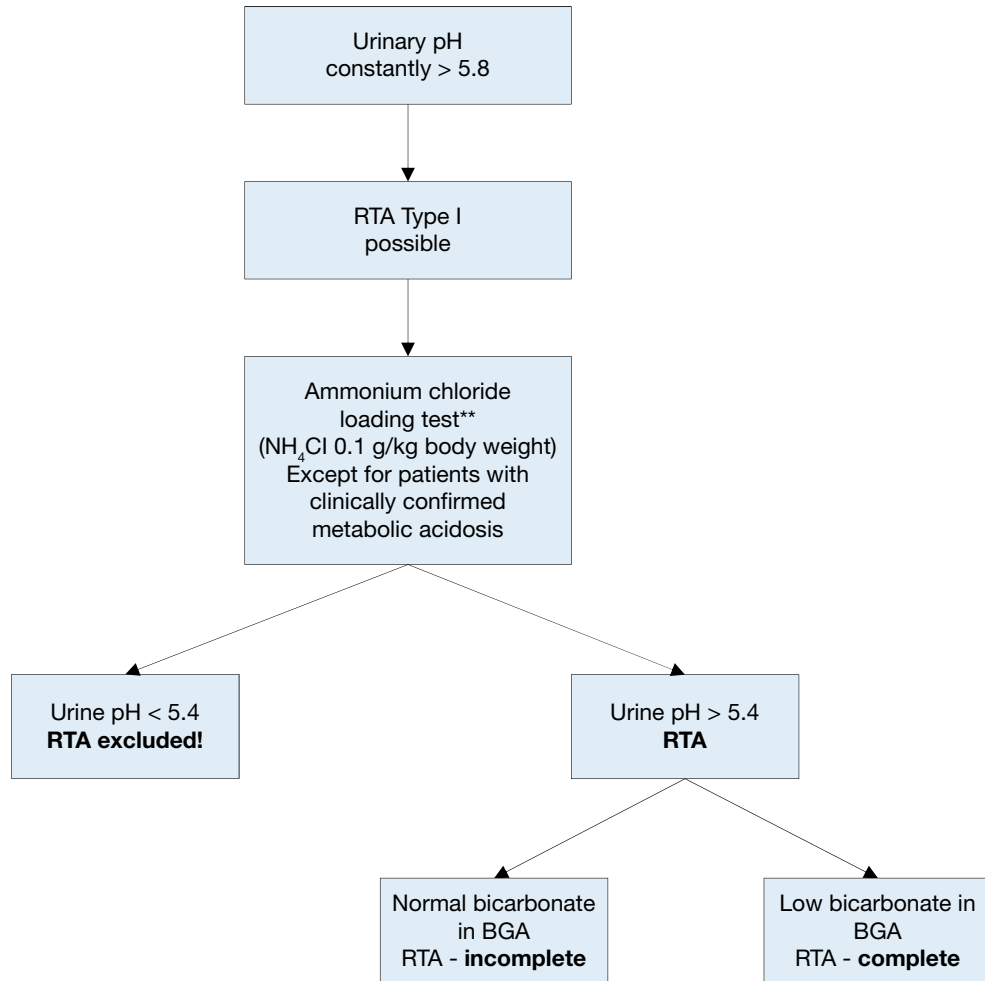 Urinary pH
constantly > 5.8
RTA Type I
possible
Ammonium chloride
loading test**
(NH₄Cl 0.1 g/kg body weight)
Except for patients with
clinically confirmed
metabolic acidosis
Urine pH < 5.4
RTA excluded!
Urine pH > 5.4
RTA
Normal bicarbonate
in BGA
RTA - incomplete
Low bicarbonate in
BGA
RTA - complete